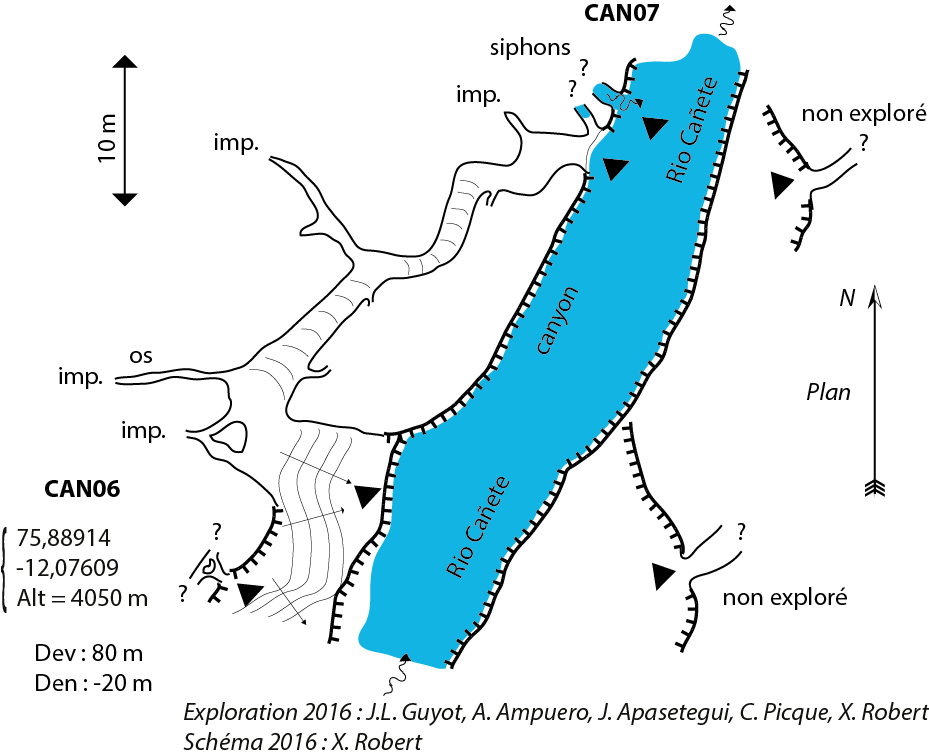 CAN07
siphons
?
?
imp.
10 m
Rio Cañete
non exploré
?
imp.
N
canyon
os
imp.
Plan
imp.
CAN06
Rio Cañete
75,88914
-12,07609
Alt = 4050 m
?
?
?
non exploré
Dev : 80 m
Den : -20 m
Exploration 2016 : J.L. Guyot, A. Ampuero, J. Apasetegui, C. Picque, X. Robert
Schéma 2016 : X. Robert